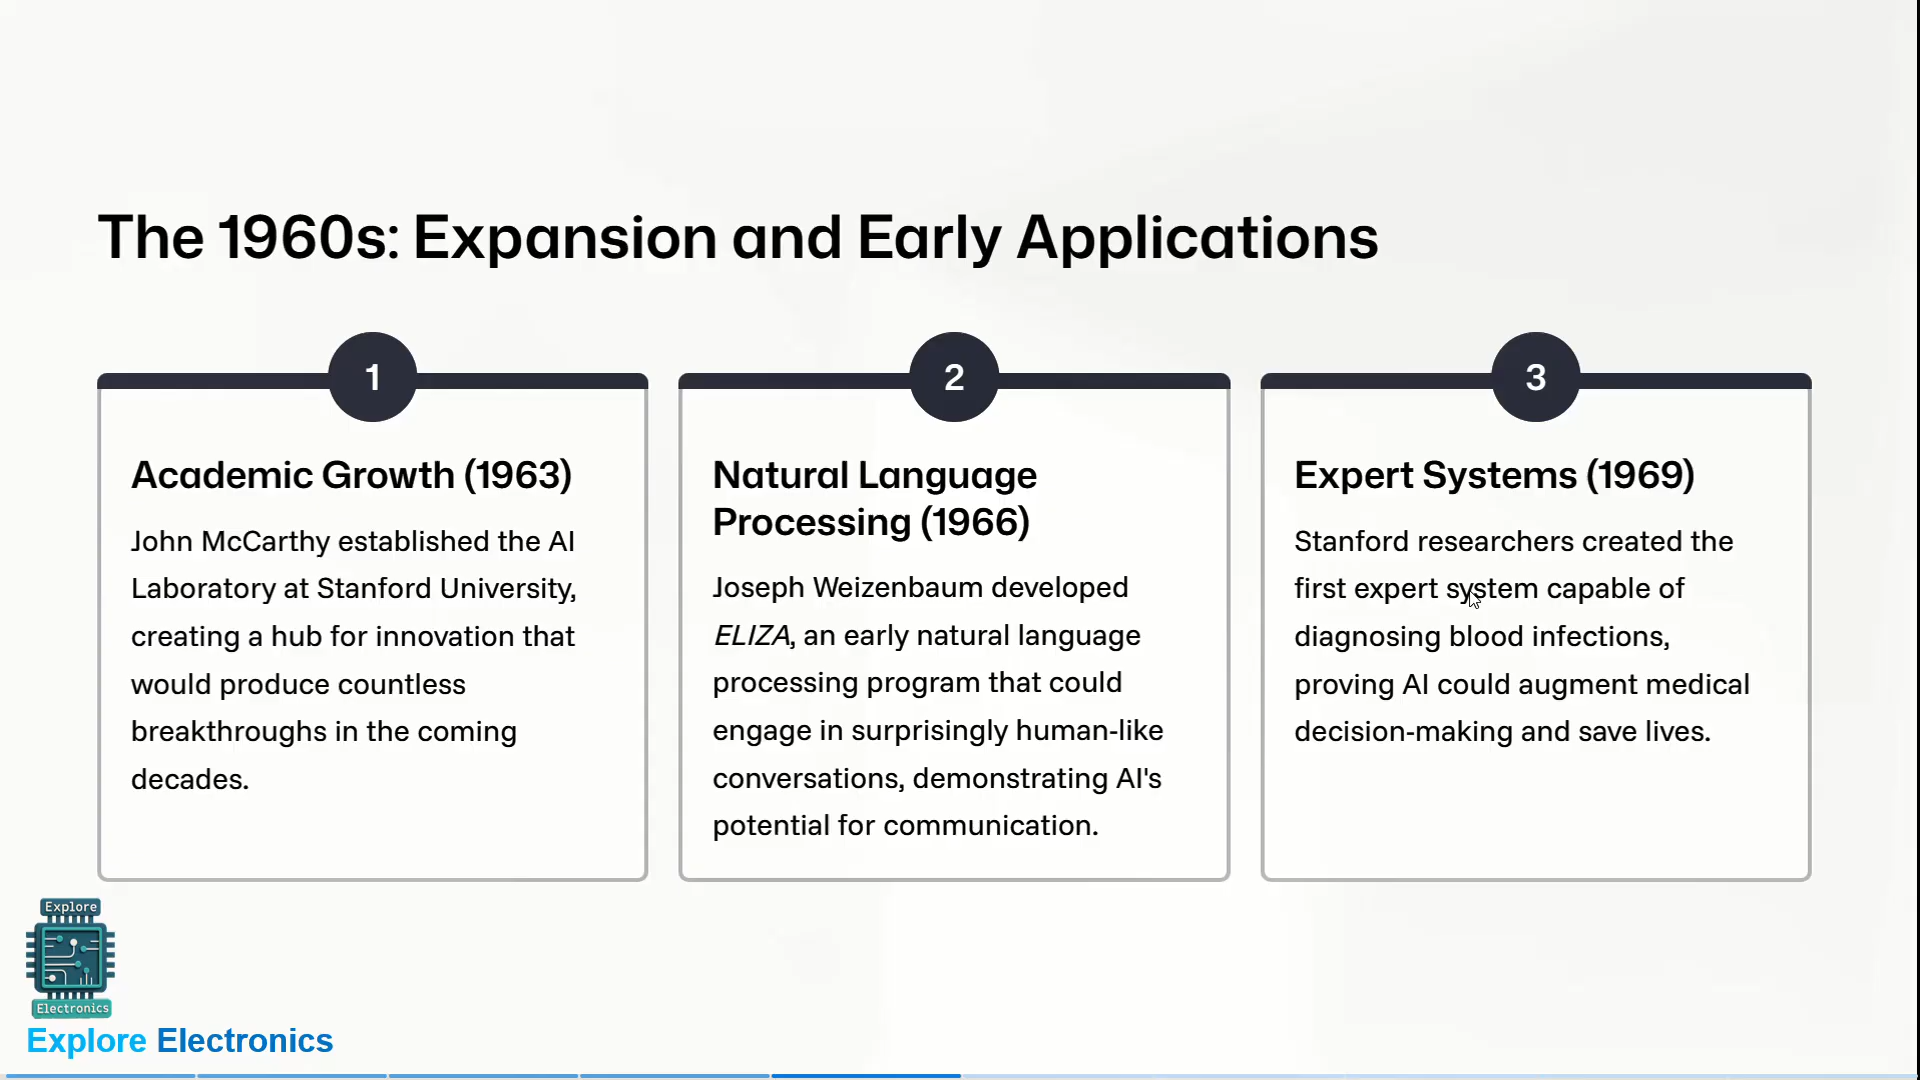 The 1960s: Expansion and Early Applications
1
Academic Growth (1963)
John McCarthy established the AI
Laboratory at Stanford University,
creating a hub for innovation that
would produce countless
breakthroughs in the coming
decades.
2
Natural Language
Processing (1966)
Joseph Weizenbaum developed
ELIZA, an early natural language
processing program that could
engage in surprisingly human-like
conversations, demonstrating AI's
potential for communication.
3
Expert Systems (1969)
Stanford researchers created the
first expert system capable of
diagnosing blood infections,
proving AI could augment medical
decision-making and save lives.
Explore
Electronics
Explore Electronics